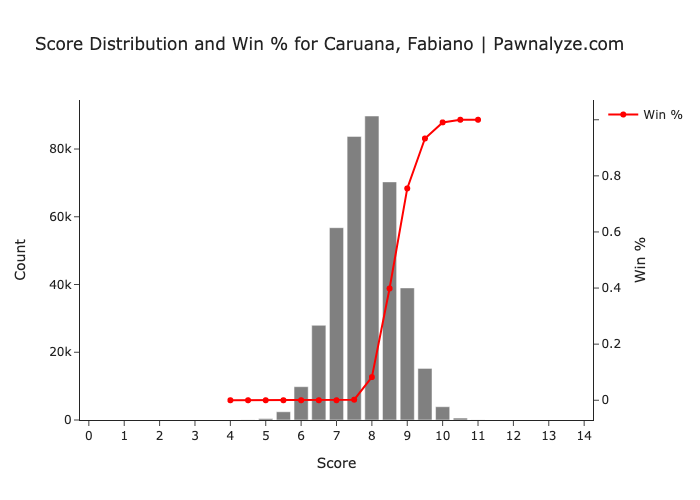 Score Distribution and Win % for Caruana, Fabiano | Pawnalyze.com
Win %
80k
60k
40k
20k
0
Count
0.8
0.6
0.4
0.2
0
Win %
0 1 2 3 4 5 6 7 8 9 10 11 12 13 14
Score